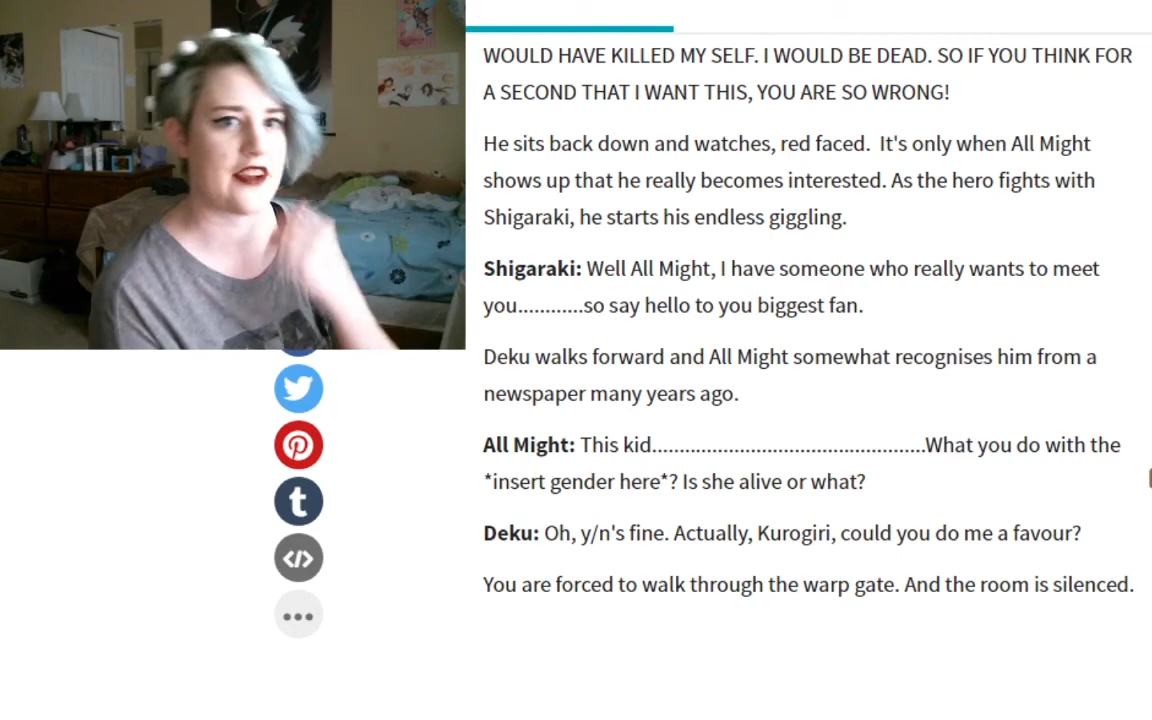 WOULD HAVE KILLED MY SELF. I WOULD BE DEAD. SO IF YOU THINK FOR
A SECOND THAT I WANT THIS, YOU ARE SO WRONG!
He sits back down and watches, red faced.  It's only when All Might
shows up that he really becomes interested. As the hero fights with
Shigaraki, he starts his endless giggling.
Shigaraki: Well All Might, I have someone who really wants to meet
you............so say hello to you biggest fan.
Deku walks forward and All Might somewhat recognises him from a
newspaper many years ago.
All Might: This kid..................................................What you do with the
*insert gender here*? Is she alive or what?
Deku: Oh, y/n's fine. Actually, Kurogiri, could you do me a favour?
You are forced to walk through the warp gate. And the room is silenced.